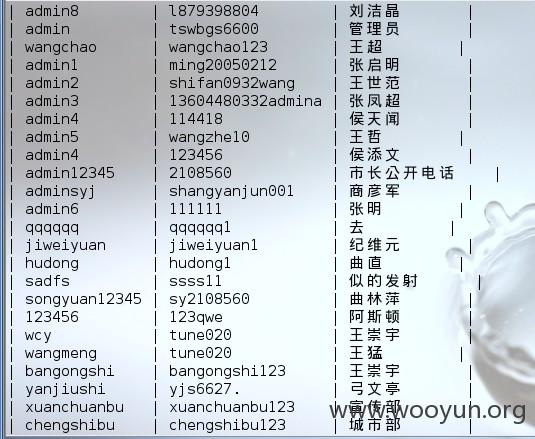 | admin8 | l879398804 | 刘洁晶 |
| admin | tswbgs6600 | 管理员 |
| wangchao | wangchao123 | 王超 |
| admin1 | ming20050212 | 张启明 |
| admin2 | shifan0932wang | 王世范 |
| admin3 | 13604480332admina | 张凤超 |
| admin4 | 114418 | 侯天闻 |
| admin5 | wangzhe10 | 王哲 |
| admin4 | 123456 | 侯添文 |
| admin12345 | 2108560 | 市长公开电话 |
| adminsyj | shangyanjun001 | 商彦军 |
| admin6 | 111111 | 张明 |
| qqqqqq | qqqqqq1 | 去 |
| jiweiyuan | jiweiyuan1 | 纪维元 |
| hudong | hudong1 | 曲直 |
| sadfs | ssss11 | 似的发射 |
| songyuan12345 | sy2108560 | 曲林萍 |
| 123456 | 123qwe | 阿斯顿 |
| wcy | tune020 | 王崇宇 |
| wangmeng | tune020 | 王猛 |
| bangongshi | bangongshi123 | 王崇宇 |
| yanjiushi | yjs6627. | 弓文亭 |
| xuanchuanbu | xuanchuanbu123 | 宣传部 |
| chengshibu | chengshibu123 | 城市部 |
www.wooyun.org